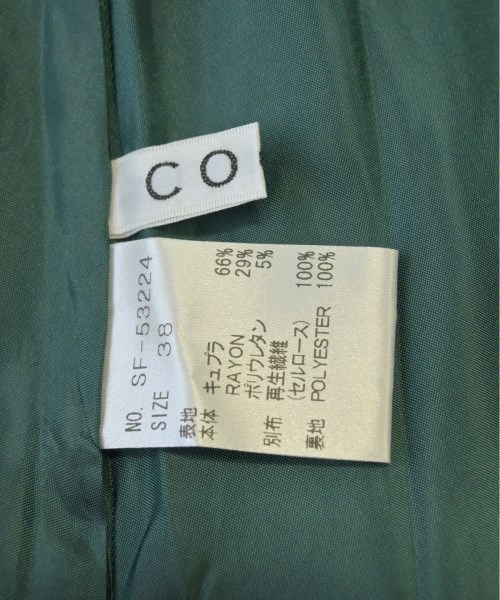 CO
NO. SF-53224
SIZE 38
表地
本体 キュプラ 66%
RAYON 29%
ポリウレタン 5%
別布 再生繊維
(セルロース) 100%
裏地 POLYESTER 100%